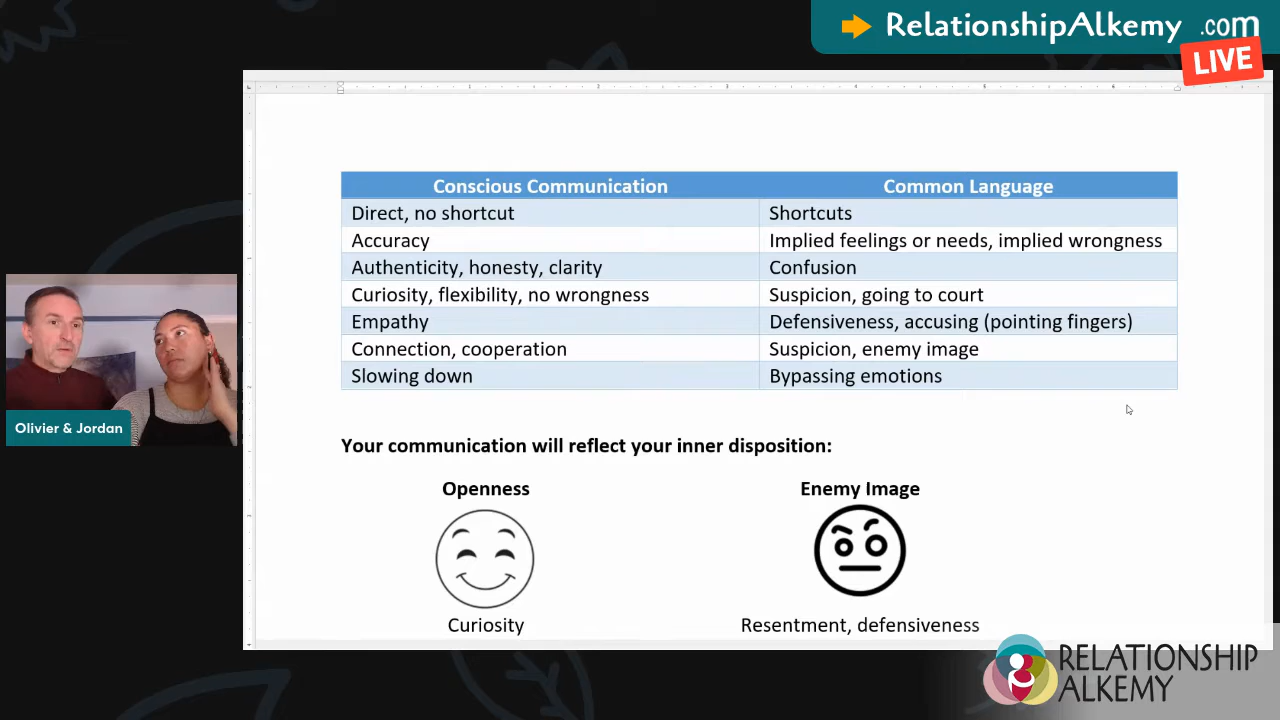 RelationshipAlkemy .com
LIVE
Conscious Communication Common Language
Direct, no shortcut Shortcuts
Accuracy Implied feelings or needs, implied wrongness
Authenticity, honesty, clarity Confusion
Curiosity, flexibility, no wrongness Suspicion, going to court
Empathy Defensiveness, accusing (pointing fingers)
Connection, cooperation Suspicion, enemy image
Slowing down Bypassing emotions
Olivier & Jordan
Your communication will reflect your inner disposition:
Openness Enemy Image
Curiosity Resentment, defensiveness
RELATIONSHIP
ALKEMY